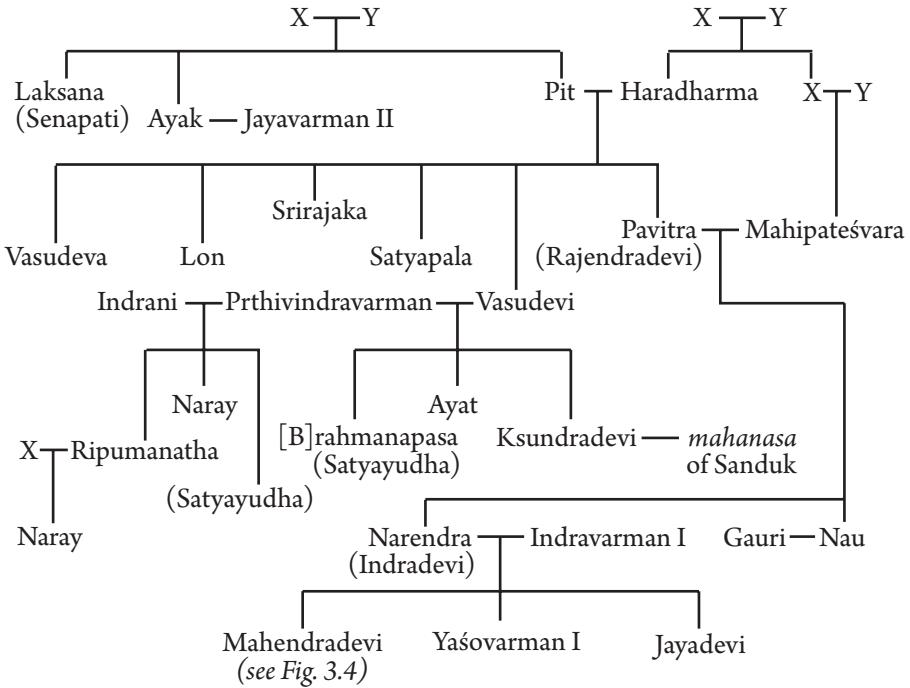 X Y X Y
Laksana Pit Haradharma X Y
(Senapati) Ayak Jayavarman II
Srirajaka
Pavitra Mahipateśvara
Vasudeva Lon Satyapala (Rajendradevi)
Indrani Prthivindravarman Vasudevi
Naray Ayat
X Ripumanatha [B]rahmanapasa Ksundradevi mahanasa
(Satyayudha) of Sanduk
(Satyayudha)
Naray Narendra Indravarman I Gauri Nau
(Indradevi)
Mahendradevi Yaśovarman I Jayadevi
(see Fig. 3.4)